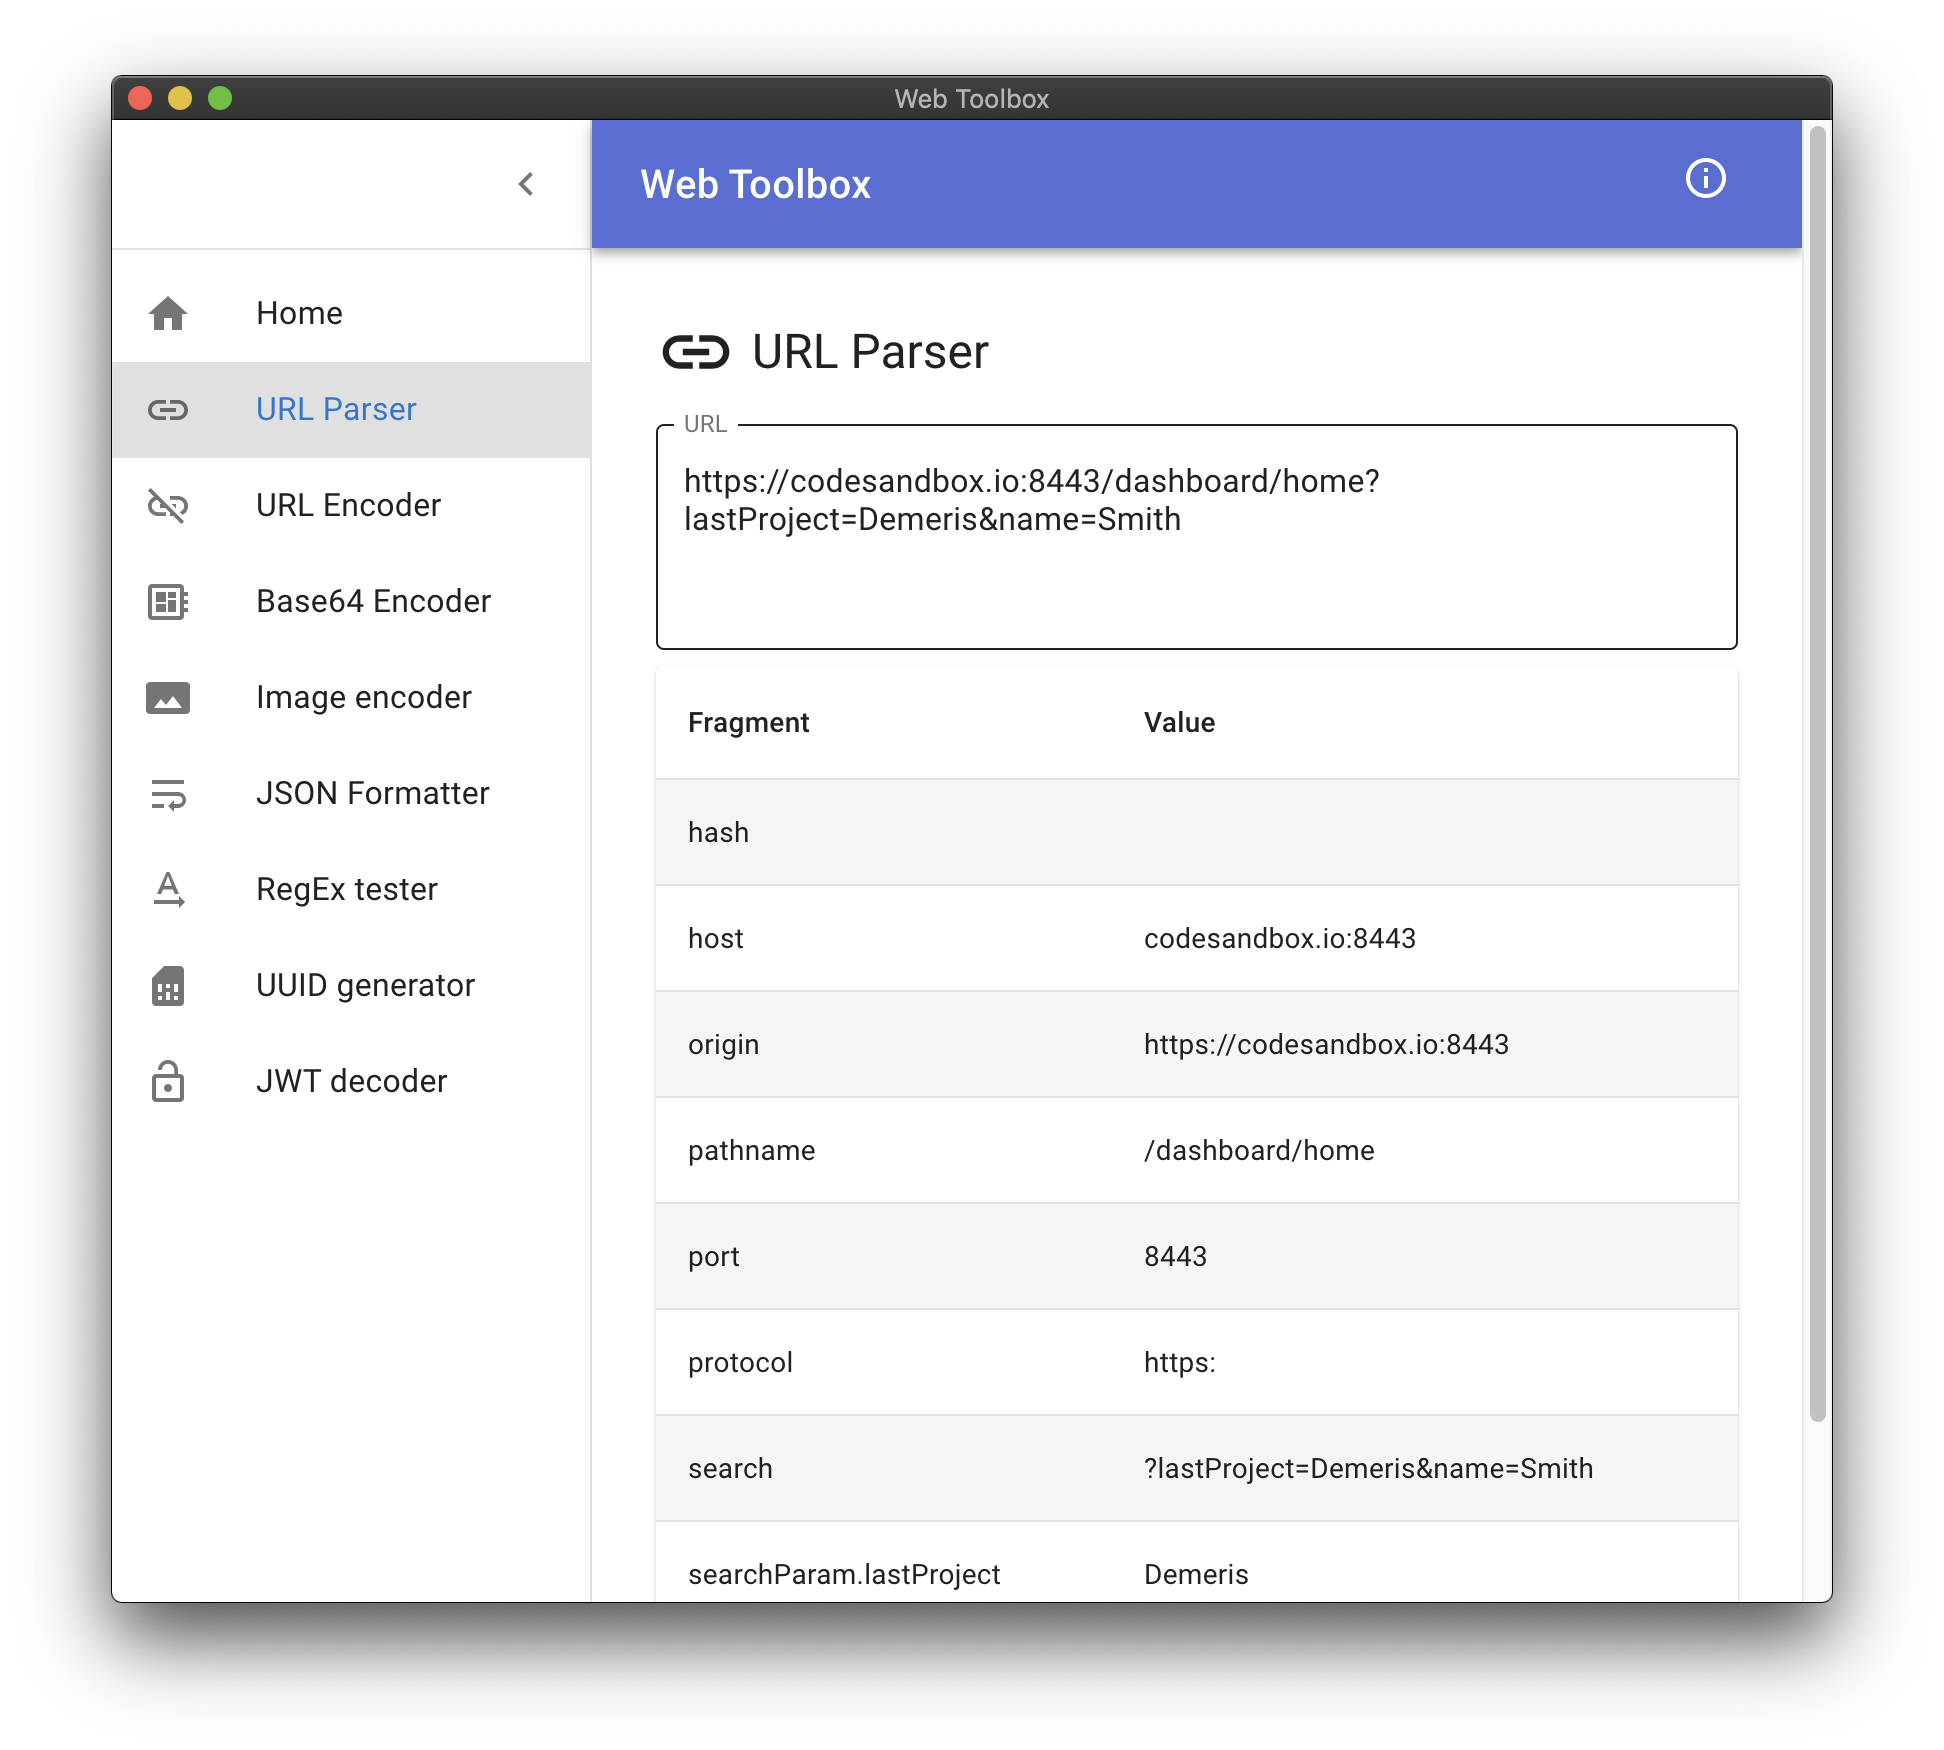 Web Toolbox
Web Toolbox
Home
URL Parser
URL Encoder
Base64 Encoder
Image encoder
JSON Formatter
RegEx tester
UUID generator
JWT decoder
URL Parser
URL
https://codesandbox.io:8443/dashboard/home?
lastProject=Demeris&name=Smith
Fragment Value
hash
host codesandbox.io:8443
origin https://codesandbox.io:8443
pathname /dashboard/home
port 8443
protocol https:
search ?lastProject=Demeris&name=Smith
searchParam.lastProject Demeris